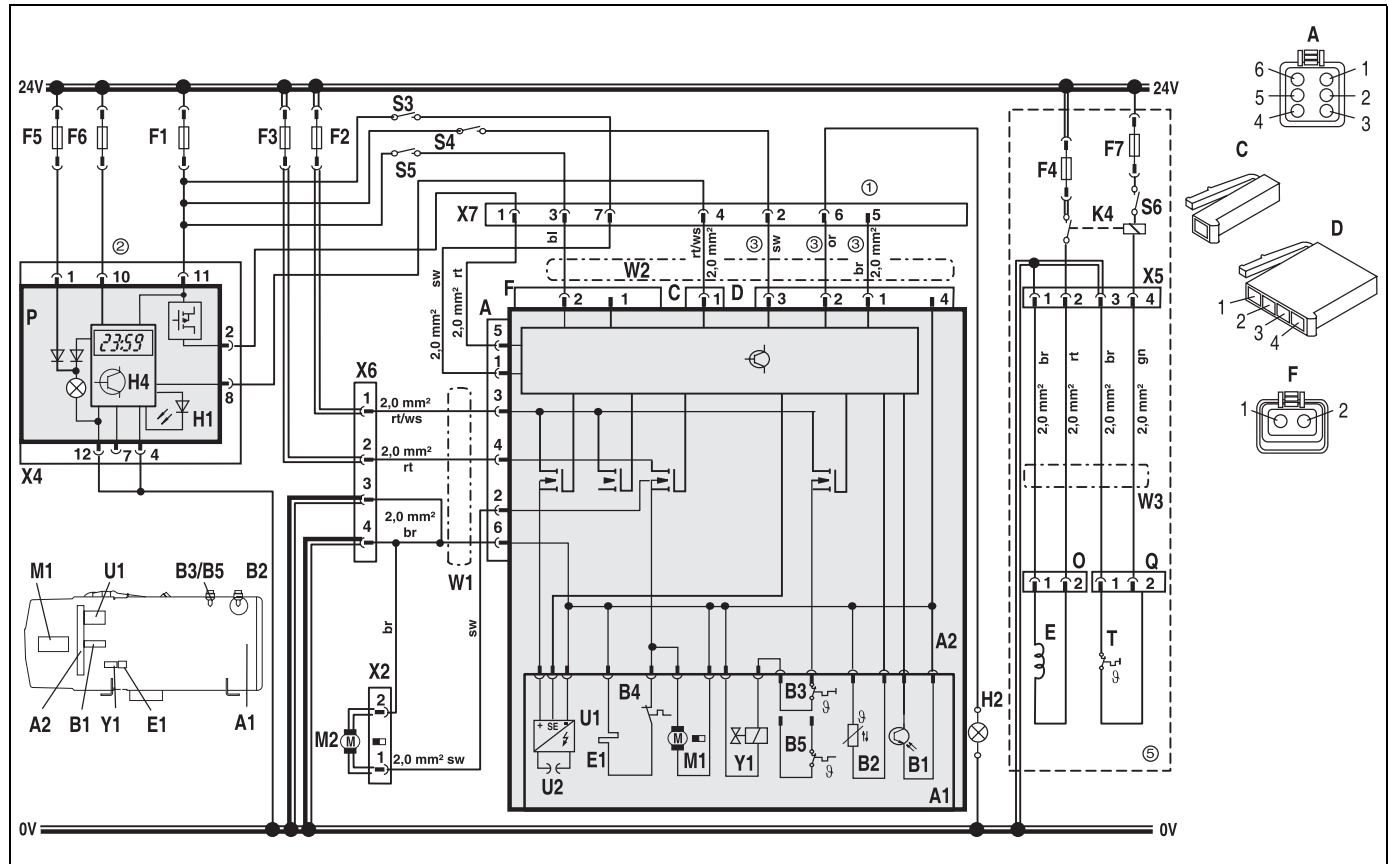 A
6 1
5 2
4 3
24V
24V
F5
F6
F1
F3
F2
S3
S4
S5
F4
F7
S6
K4
C
D
1
2
3
4
①
X7
1 3 7 4 2 6 5
②
1 10 11
bl
rt/ws
2,0 mm²
③
sw
③
or
③
br
2,0 mm²
W2
sw
2,0 mm²
rt
2,0 mm²
F
2 1
C
1
D
3 2 1 4
X5
1 2 3 4
P
23:59
H4
H1
2
8
12 7 4
X4
A
5
1
3
4
2
6
X6
1
2
3
4
2,0 mm²
rt/ws
2,0 mm²
rt
2,0 mm²
br
W1
F
1 2
br
2,0 mm²
rt
2,0 mm²
br
2,0 mm²
gn
2,0 mm²
W3
M1
U1
B3/B5
B2
A2
B1
Y1
E1
A1
br
sw
X2
2
1
M2
M
2,0 mm² sw
A2
+ SE -
U1
U2
E1
B4
M
M1
Y1
B3
ϑ
B5
ϑ
ϑ
B2
B1
A1
H2
O
1 2
Q
1 2
E
T
ϑ
⑤
0V
0V